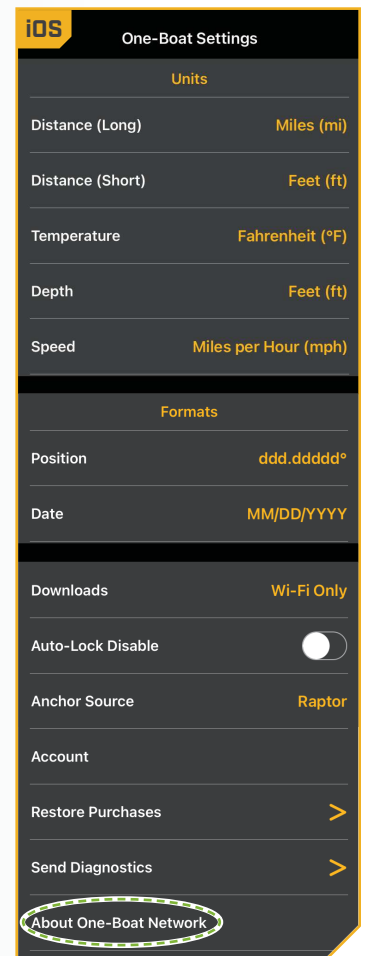 iOS
One-Boat Settings
Units
Distance (Long) Miles (mi)
Distance (Short) Feet (ft)
Temperature Fahrenheit (°F)
Depth Feet (ft)
Speed Miles per Hour (mph)
Formats
Position ddd.ddddd°
Date MM/DD/YYYY
Downloads Wi-Fi Only
Auto-Lock Disable
Anchor Source Raptor
Account
Restore Purchases >
Send Diagnostics >
About One-Boat Network